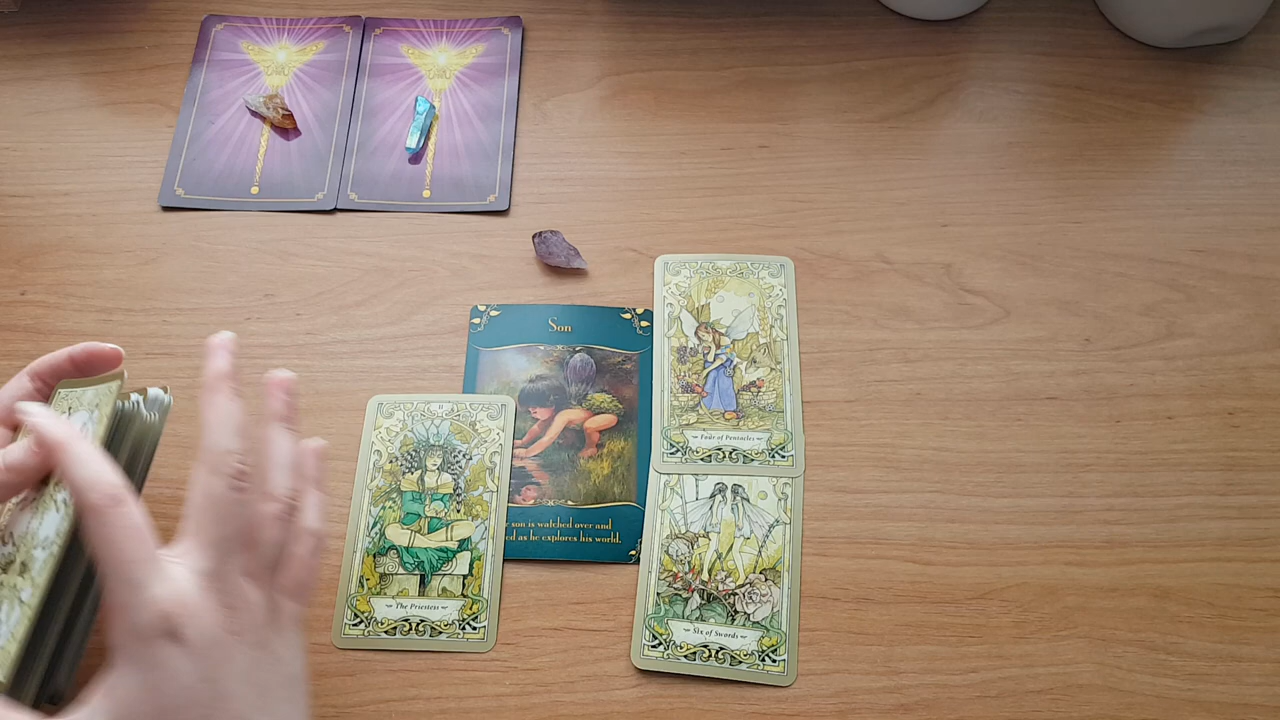 Son
Four of Pentacles
II
son is watched over and
ed as he explores his world.
The Priestess
Six of Swords